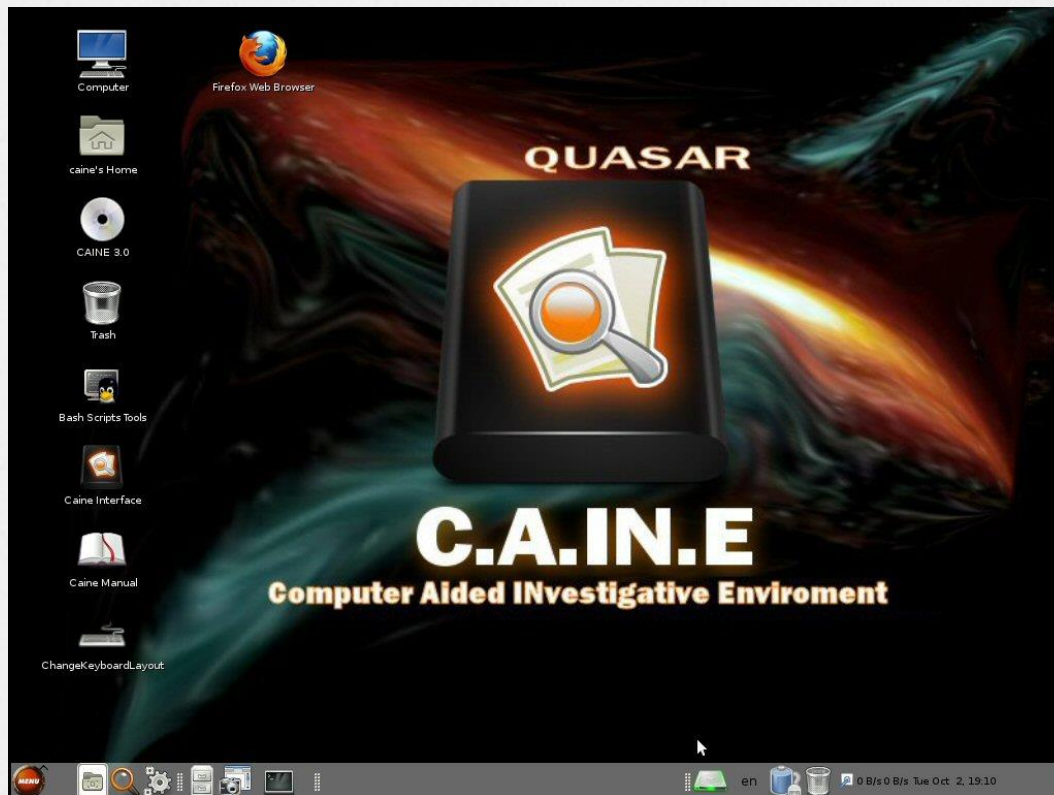 Computer
Firefox Web Browser
caine's Home
CAINE 3.0
Trash
Bash Scripts Tools
Caine Interface
Caine Manual
ChangeKeyboardLayout
QUASAR
C.A.IN.E
Computer Aided INvestigative Enviroment
MENU
en
0 B/s 0 B/s Tue Oct 2, 19:10